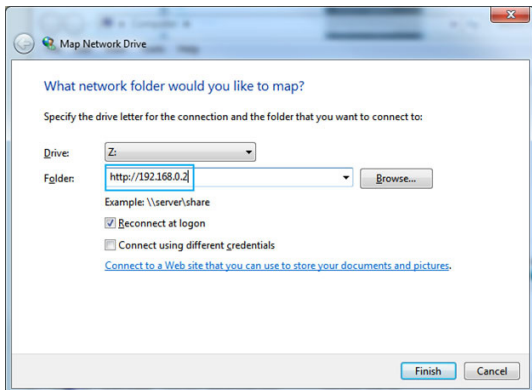 Computer
Map Network Drive
What network folder would you like to map?
Specify the drive letter for the connection and the folder that you want to connect to:
Drive: Z:
Folder: http://192.168.0.2 Browse...
Example: \\server\share
Reconnect at logon
Connect using different credentials
Connect to a Web site that you can use to store your documents and pictures.
Finish Cancel